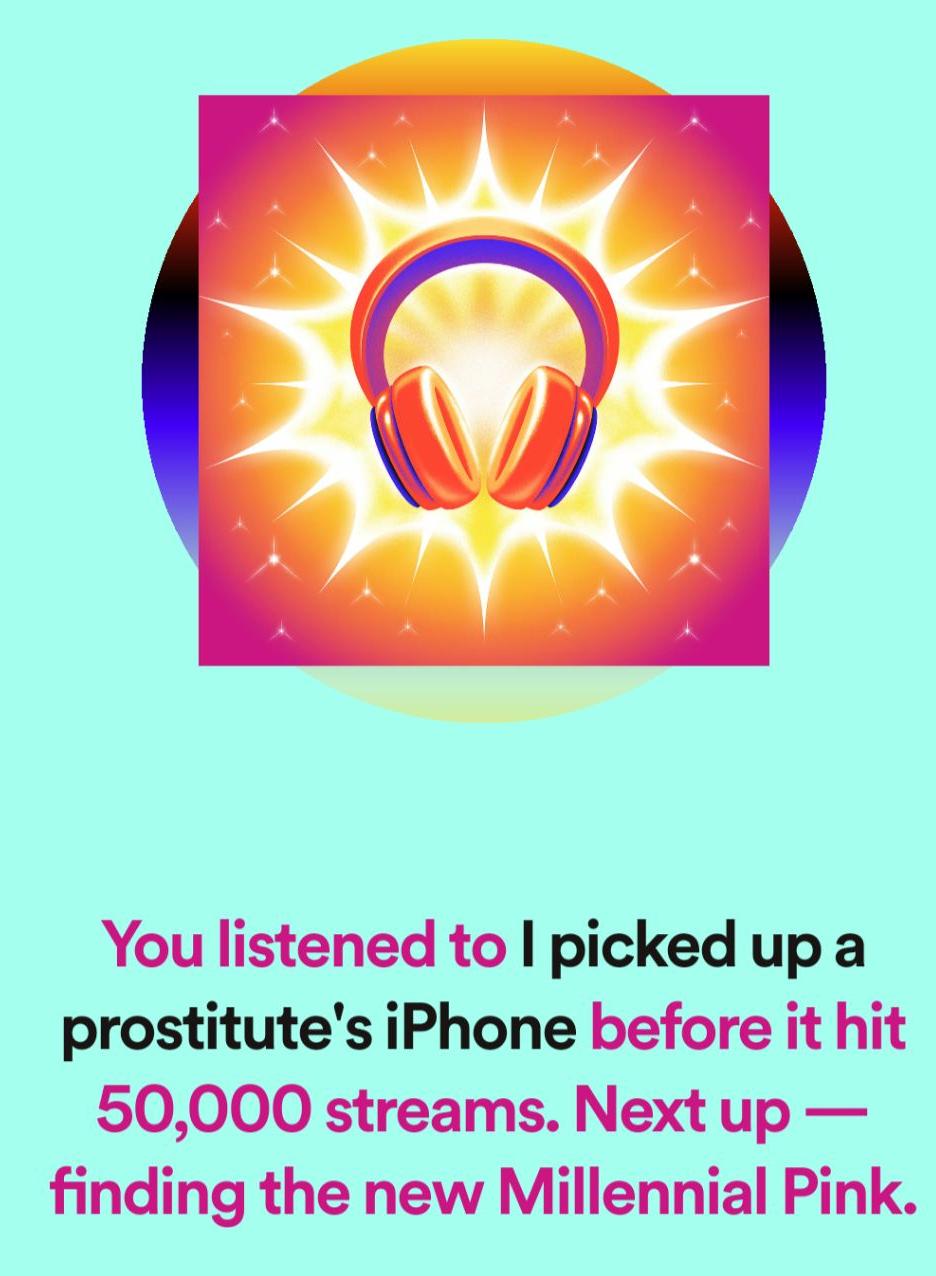 You listened to I picked up a
prostitute's iPhone before it hit
50,000 streams. Next up —
finding the new Millennial Pink.